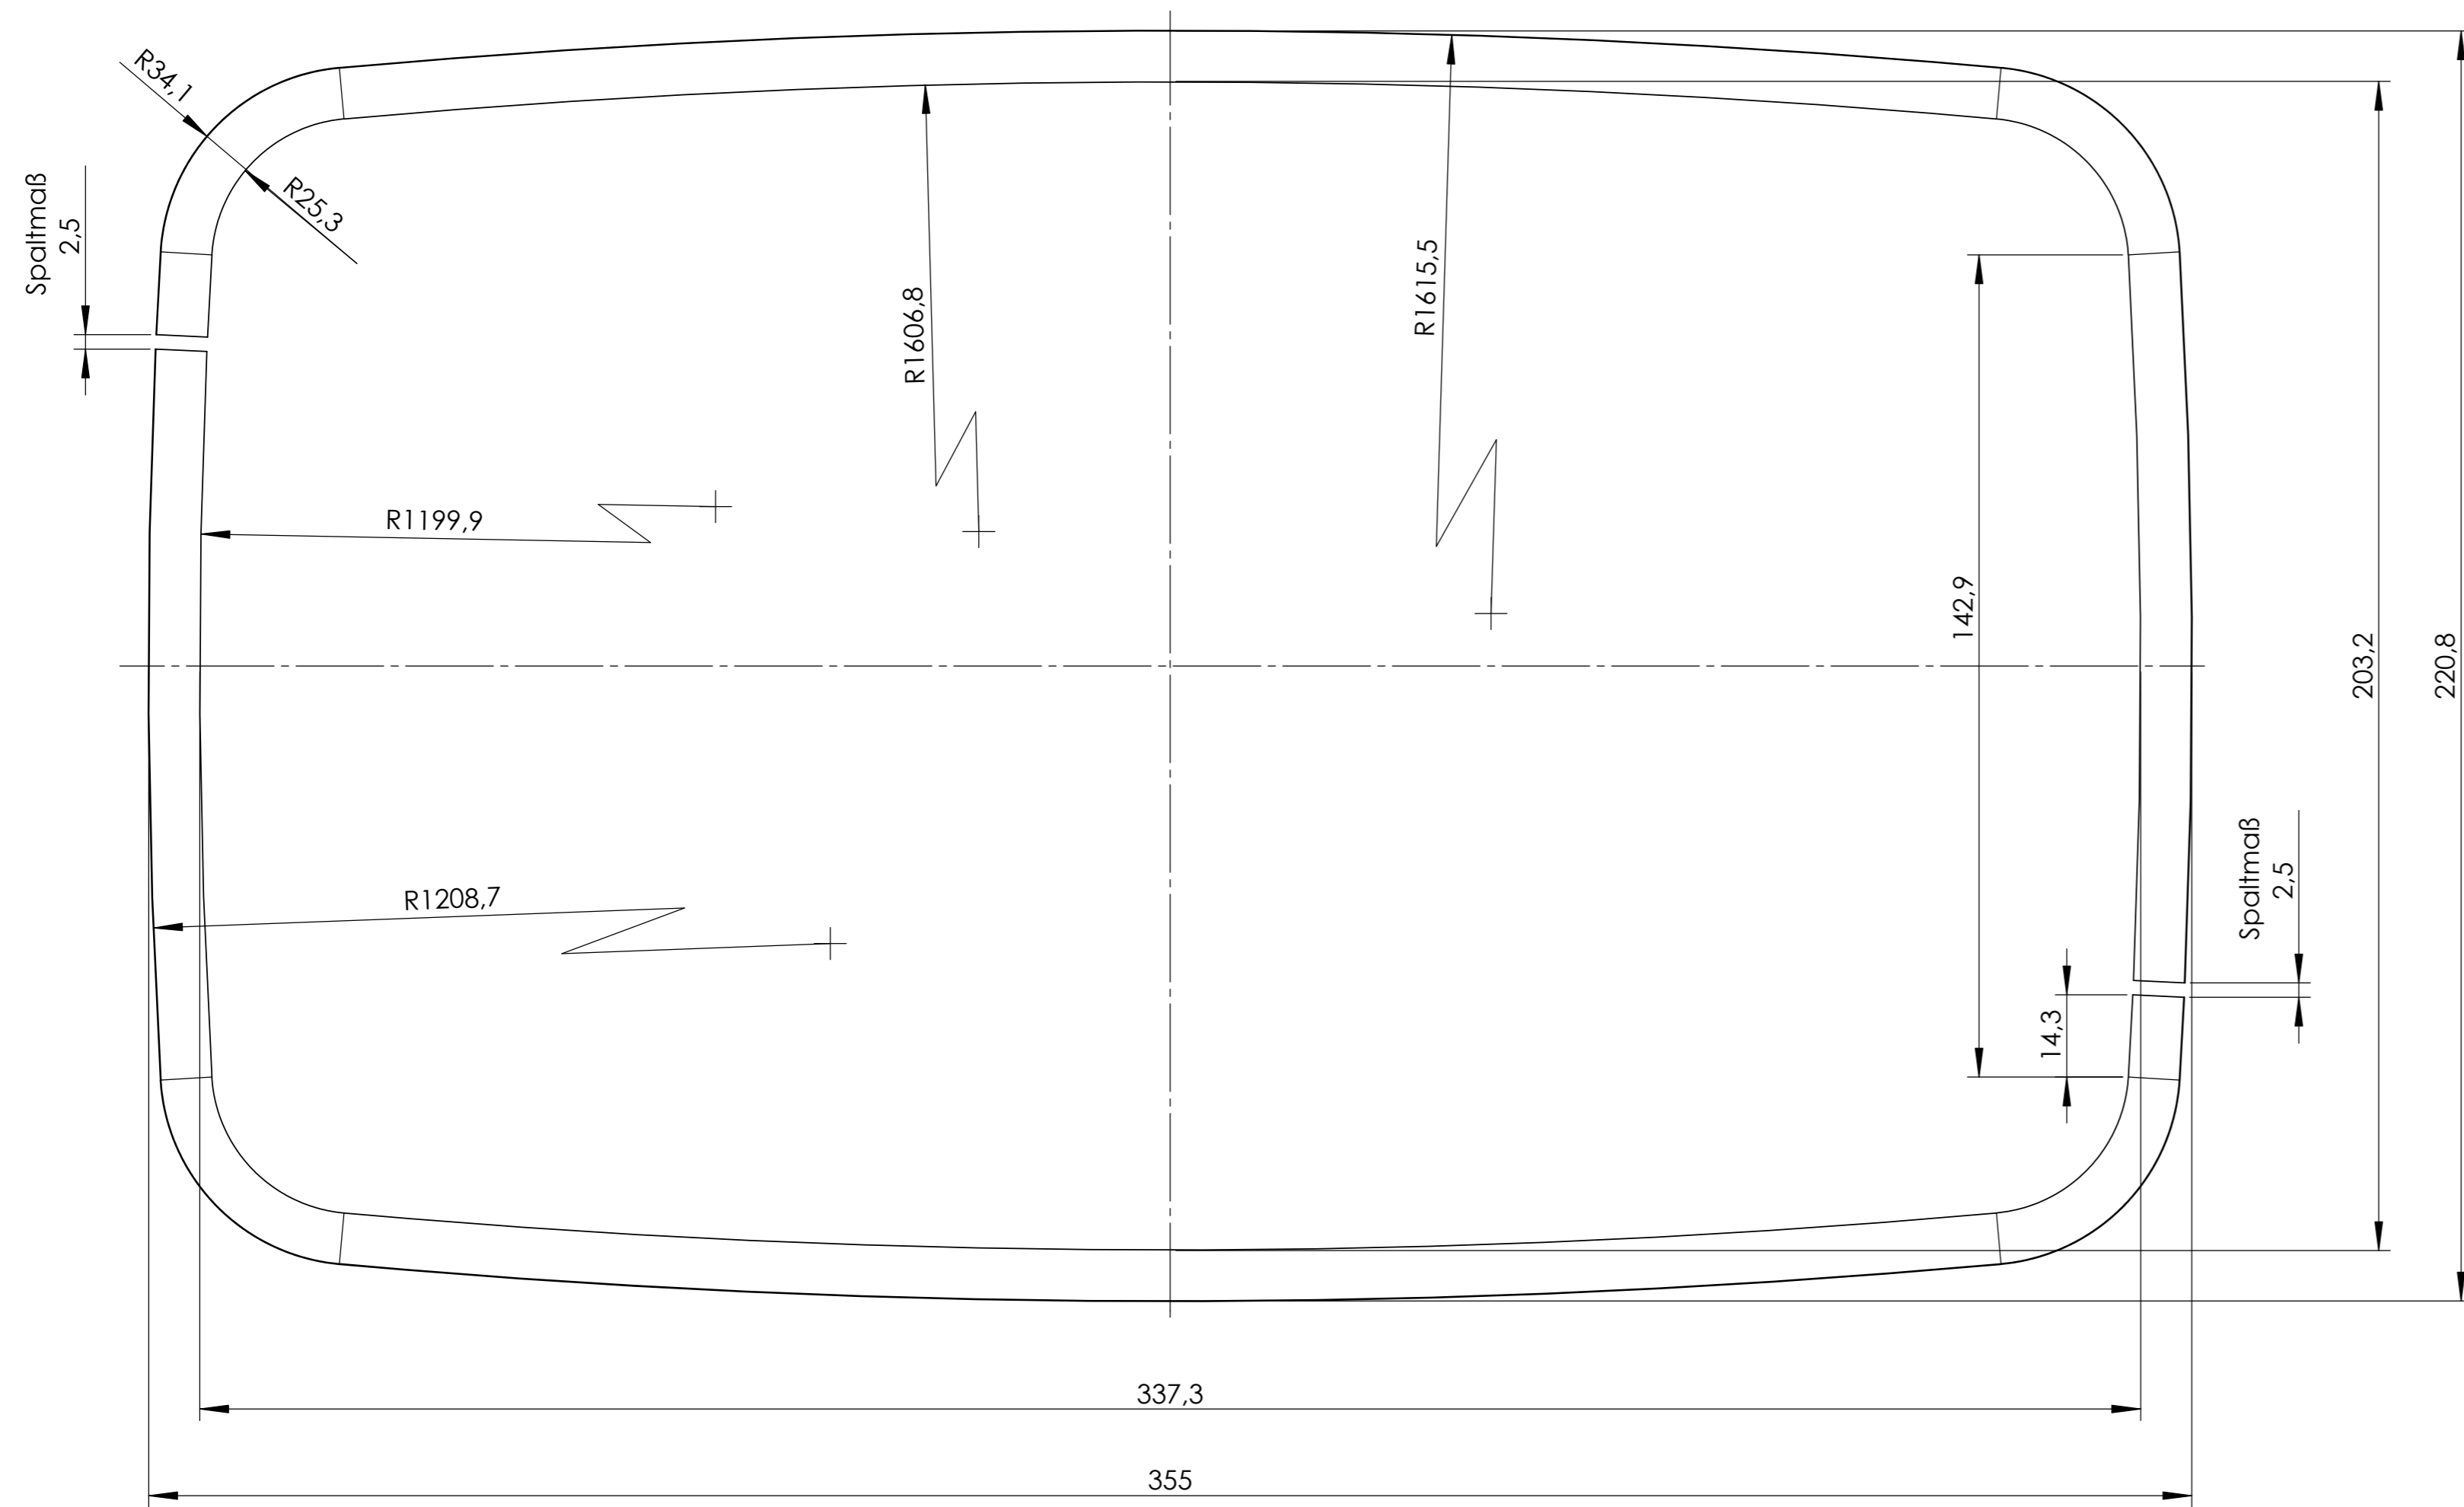 R34,1
R25,3
Spaltmaß
2,5
R1606,8
R1615,5
R1199,9
142,9
203,2
220,8
R1208,7
Spaltmaß
2,5
14,3
337,3
355